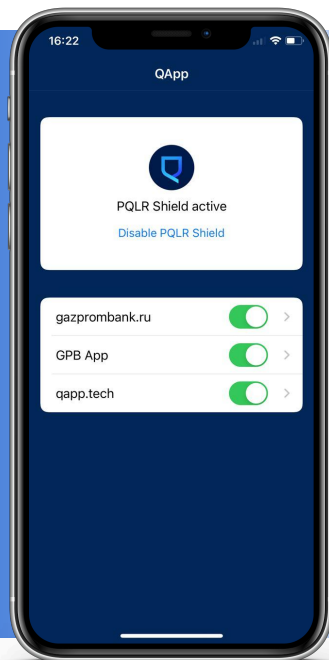 16:22
QApp
PQLR Shield active
Disable PQLR Shield
gazprombank.ru
GPB App
qapp.tech